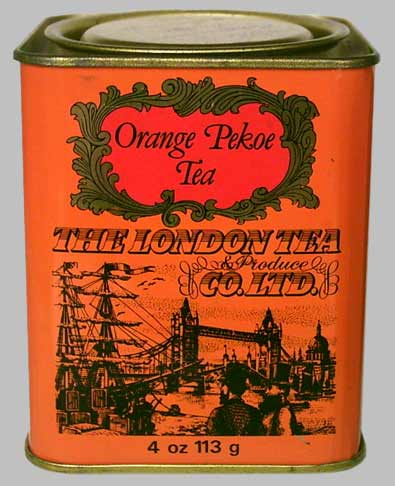 Orange Pekoe
Tea
THE LONDON TEA
& Produce
CO. LTD.
4 oz 113 g